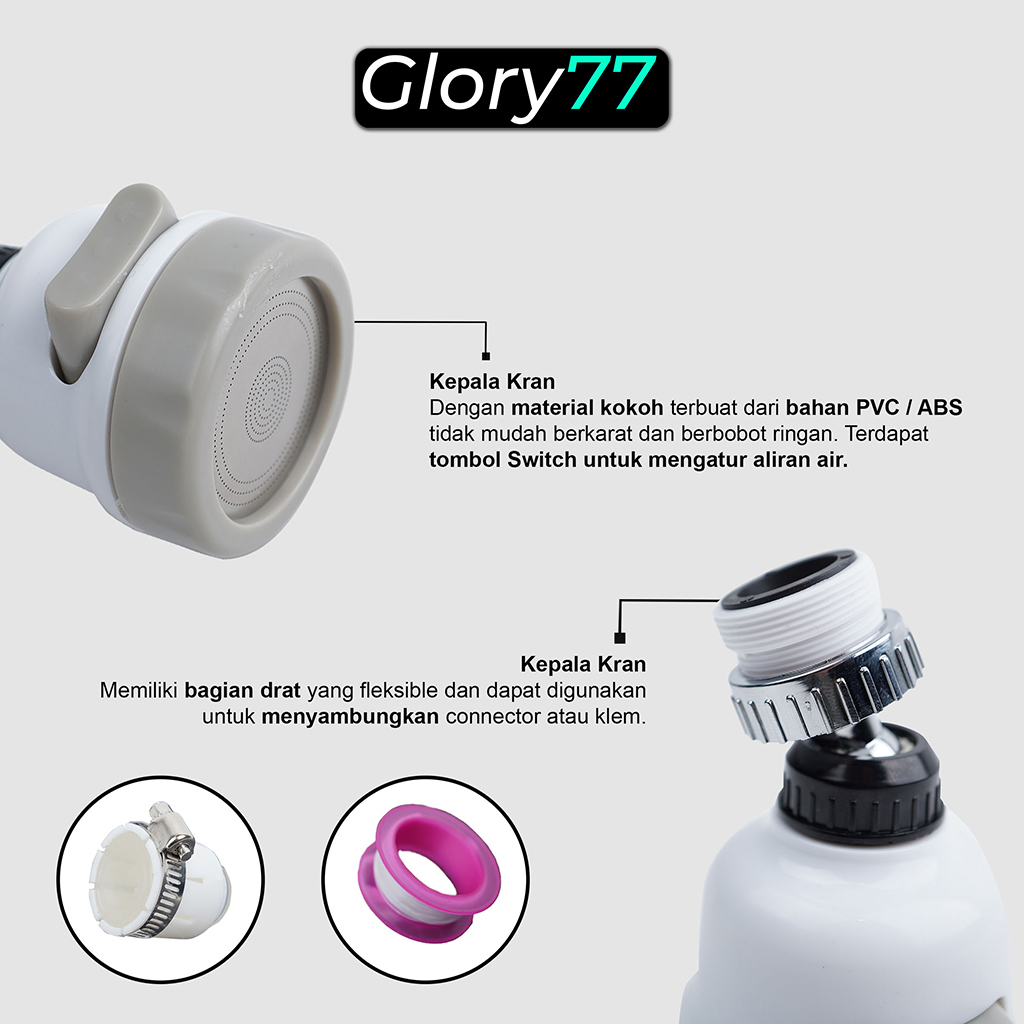 Glory77
Kepala Kran
Dengan material kokoh terbuat dari bahan PVC / ABS
tidak mudah berkarat dan berbobot ringan. Terdapat
tombol Switch untuk mengatur aliran air.
Kepala Kran
Memiliki bagian drat yang fleksible dan dapat digunakan
untuk menyambungkan connector atau klem.